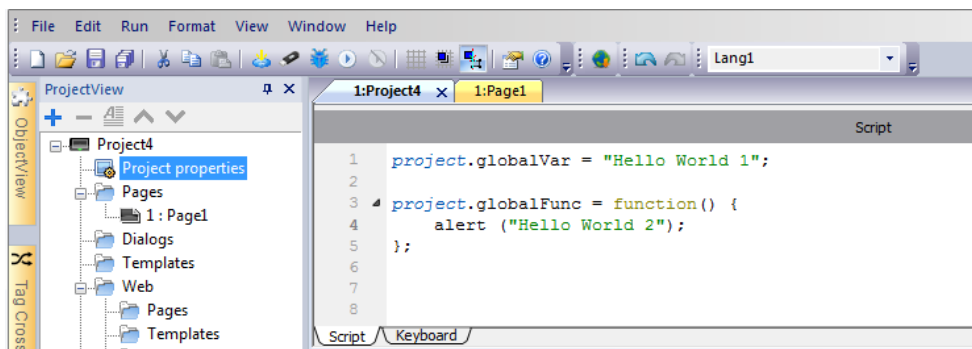 File Edit Run Format View Window Help
Lang1
ProjectView
1:Project4 1:Page1
ObjectView
Script
Project4
Project properties
Pages
1 : Page1
Dialogs
Templates
Web
Pages
Templates
Tag Cross
1 project.globalVar = "Hello World 1";
2
3 project.globalFunc = function() {
4 alert ("Hello World 2");
5 };
6
7
8
Script Keyboard